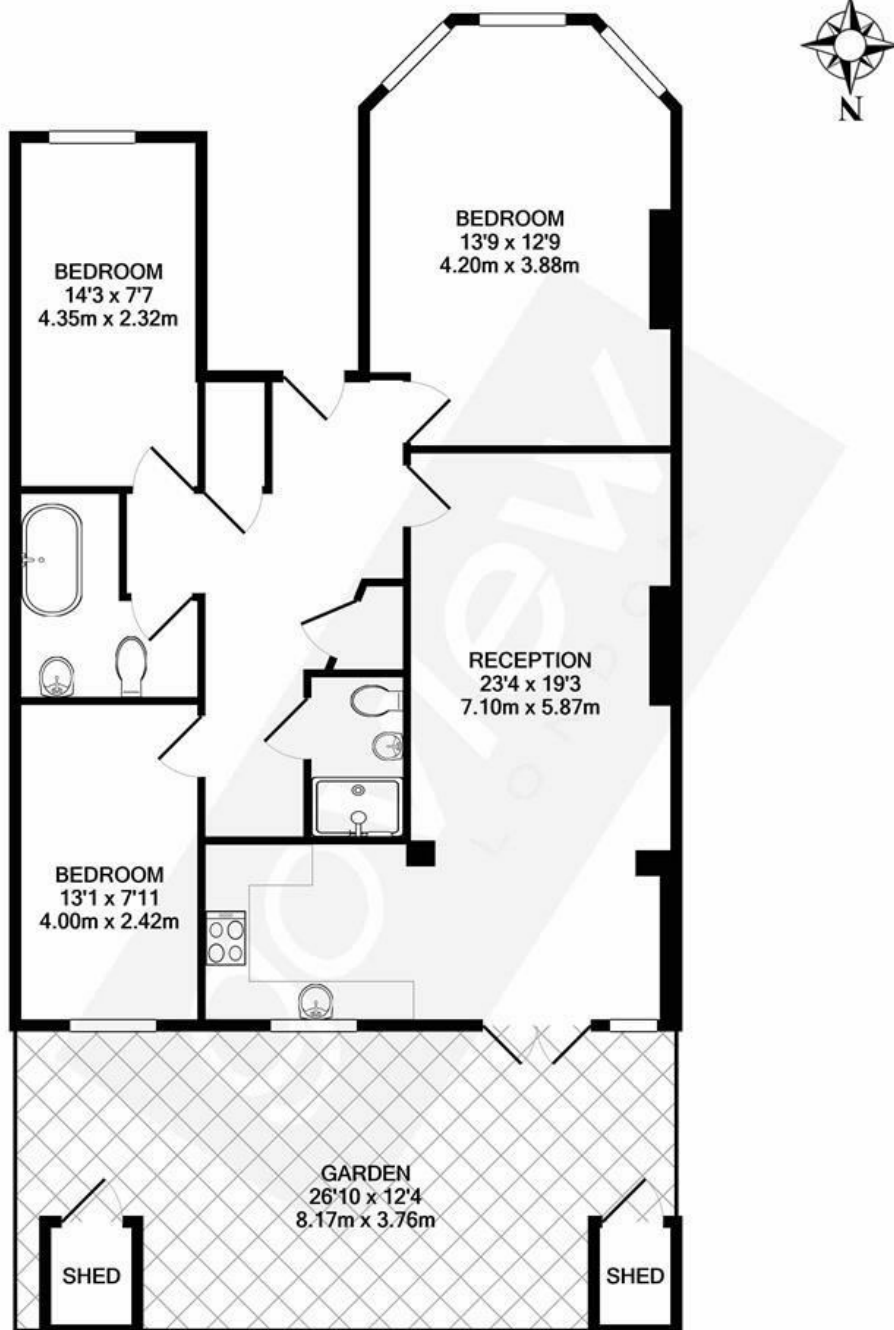 N
BEDROOM
13'9 x 12'9
4.20m x 3.88m
BEDROOM
14'3 x 7'7
4.35m x 2.32m
RECEPTION
23'4 x 19'3
7.10m x 5.87m
BEDROOM
13'1 x 7'11
4.00m x 2.42m
GARDEN
26'10 x 12'4
8.17m x 3.76m
SHED
SHED
LONDON